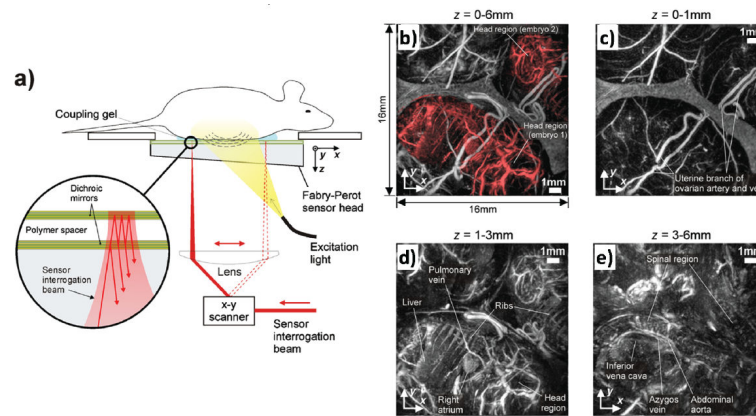 a)
Coupling gel
y
x
z
Fabry-Perot
sensor head
Dichroic
mirrors
Polymer spacer
Sensor
interrogation
beam
Lens
Excitation
light
x-y
scanner
Sensor
interrogation
beam
z = 0-6mm
b)
Head region (embryo 2)
Head region
(embryo 1)
16mm
y
x
1mm
16mm
z = 0-1mm
c)
1m
Uterine branch of
ovarian artery and ve
y
x
z = 1-3mm
d)
1mm
Pulmonary
vein
Ribs
Liver
Right
atrium
Head
region
y
x
z = 3-6mm
e)
1mm
Spinal region
Inferior
vena cava
Azygos
vein
Abdominal
aorta
y
x